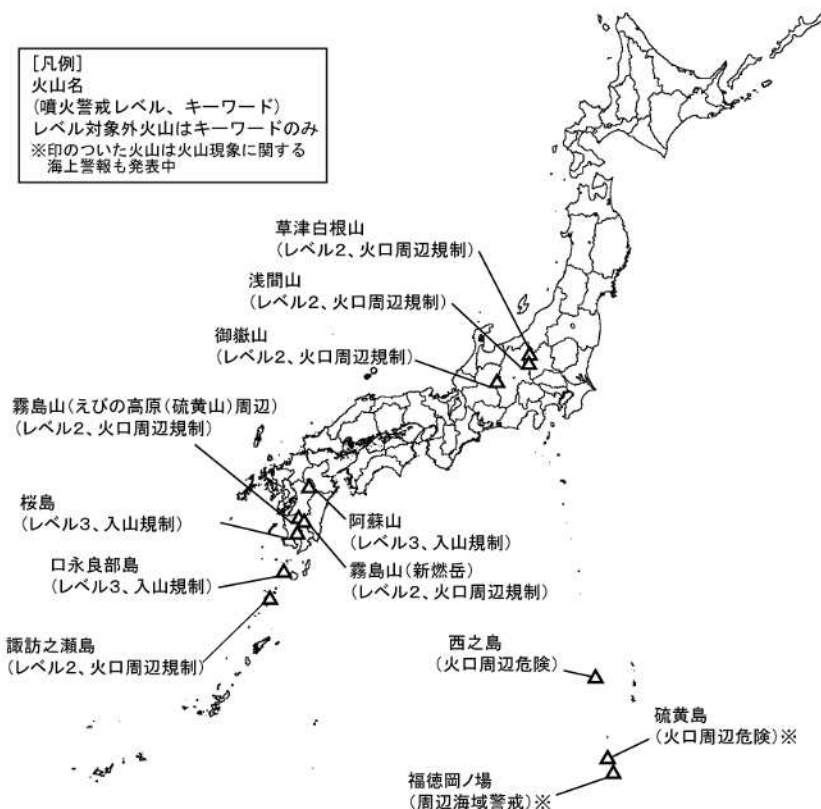 [凡例]
火山名
(噴火警戒レベル、キーワード)
レベル対象外火山はキーワードのみ
※印のついた火山は火山現象に関する
海上警報も発表中
草津白根山
(レベル2、火口周辺規制)
浅間山
(レベル2、火口周辺規制)
御嶽山
(レベル2、火口周辺規制)
霧島山(えびの高原(硫黄山)周辺)
(レベル2、火口周辺規制)
桜島
(レベル3、入山規制)
阿蘇山
(レベル3、入山規制)
口永良部島
(レベル3、入山規制)
霧島山(新燃岳)
(レベル2、火口周辺規制)
諏訪之瀬島
(レベル2、火口周辺規制)
西之島
(火口周辺危険)
硫黄島
(火口周辺危険)※
福徳岡ノ場
(周辺海域警戒)※